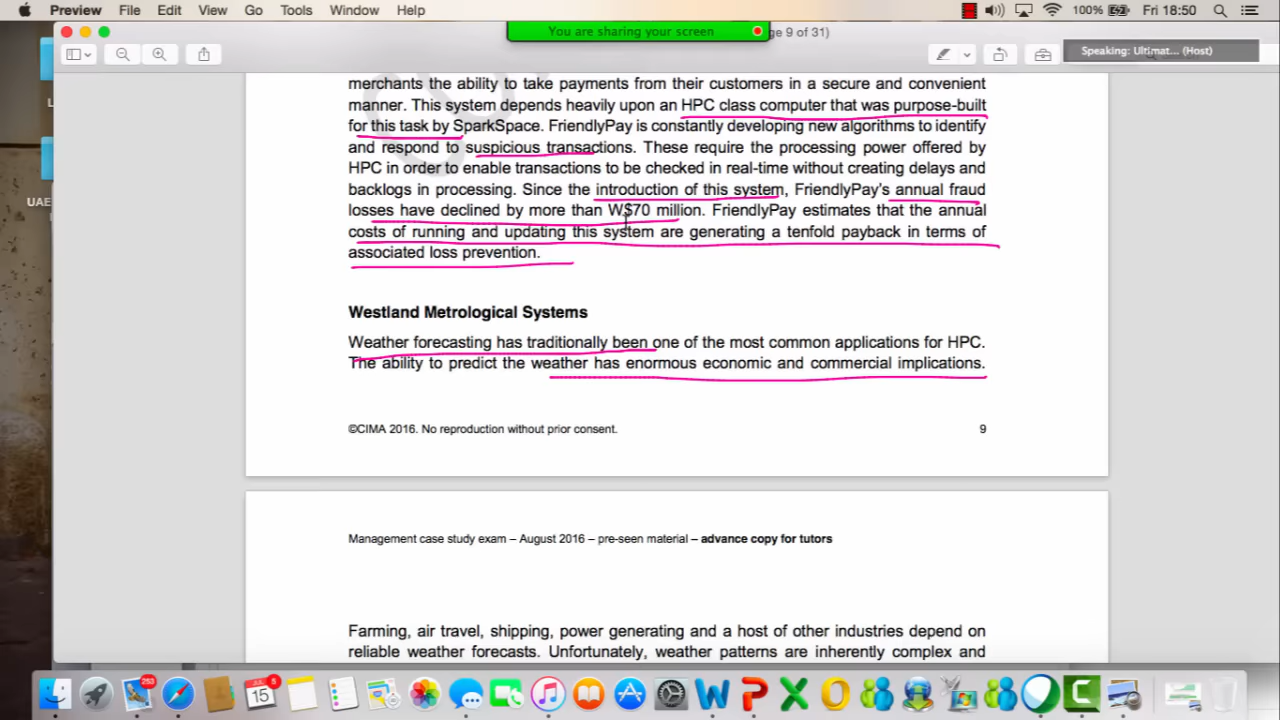 Preview File Edit View Go Tools Window Help
100% Fri 18:50
You are sharing your screen
ge 9 of 31)
Speaking: Ultimat... (Host)
merchants the ability to take payments from their customers in a secure and convenient
manner. This system depends heavily upon an HPC class computer that was purpose-built
for this task by SparkSpace. FriendlyPay is constantly developing new algorithms to identify
and respond to suspicious transactions. These require the processing power offered by
HPC in order to enable transactions to be checked in real-time without creating delays and
backlogs in processing. Since the introduction of this system, FriendlyPay's annual fraud
losses have declined by more than W$70 million. FriendlyPay estimates that the annual
costs of running and updating this system are generating a tenfold payback in terms of
associated loss prevention.
Westland Metrological Systems
Weather forecasting has traditionally been one of the most common applications for HPC.
The ability to predict the weather has enormous economic and commercial implications.
©CIMA 2016. No reproduction without prior consent.
9
Management case study exam – August 2016 – pre-seen material – advance copy for tutors
Farming, air travel, shipping, power generating and a host of other industries depend on
reliable weather forecasts. Unfortunately, weather patterns are inherently complex and
UAE
253
JUL
15
5